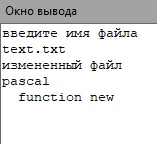 Окно вывода
введите имя файла
text.txt
измененный файл
pascal
  function new